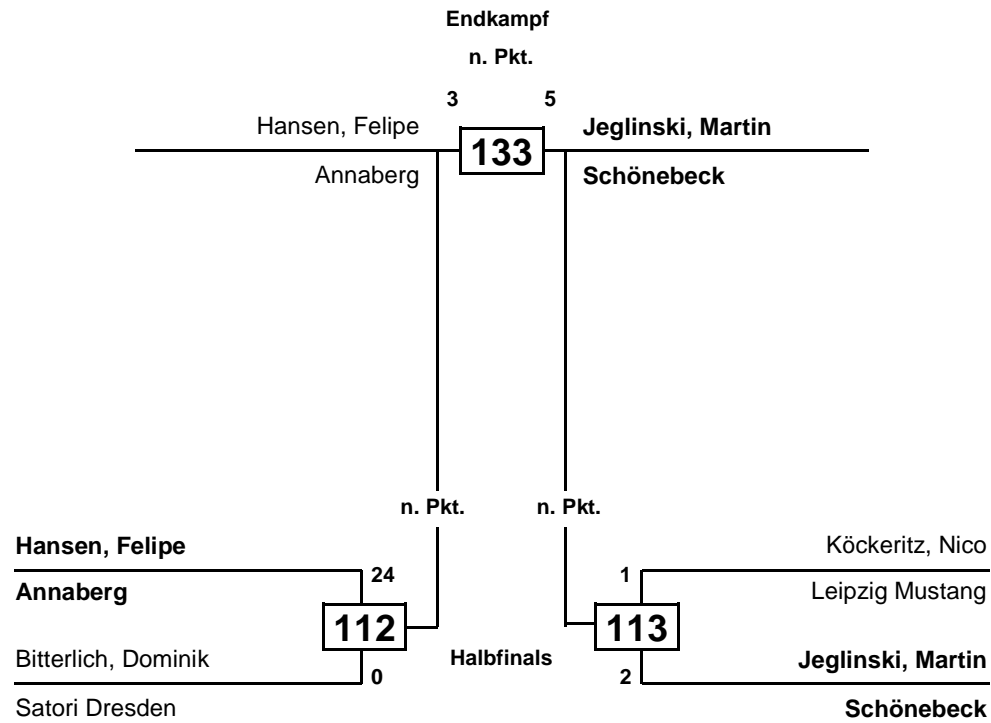 Endkampf
n. Pkt.
3 5
Hansen, Felipe 133 Jeglinski, Martin
Annaberg Schönebeck
n. Pkt. n. Pkt.
Hansen, Felipe Köckeritz, Nico
24 1
Annaberg Leipzig Mustang
112 113
Bitterlich, Dominik Halbfinals Jeglinski, Martin
0 2
Satori Dresden Schönebeck